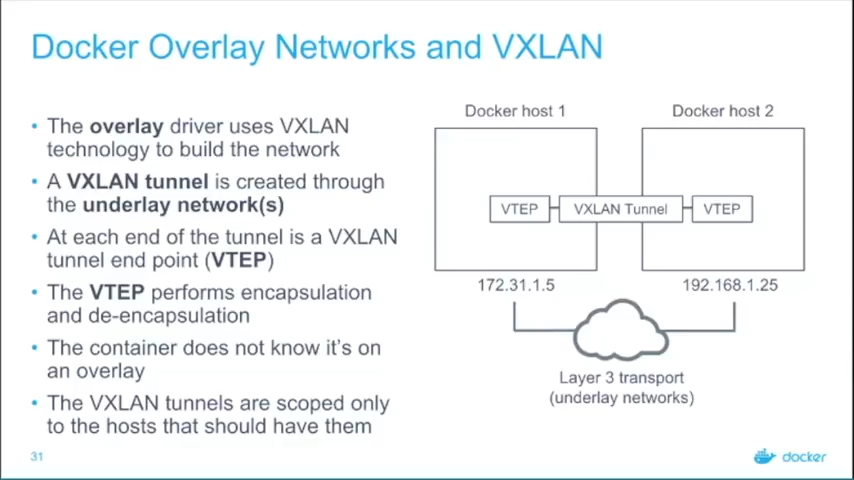 Docker Overlay Networks and VXLAN
• The overlay driver uses VXLAN
technology to build the network
• A VXLAN tunnel is created through
the underlay network(s)
• At each end of the tunnel is a VXLAN
tunnel end point (VTEP)
• The VTEP performs encapsulation
and de-encapsulation
• The container does not know it's on
an overlay
• The VXLAN tunnels are scoped only
to the hosts that should have them
Docker host 1
Docker host 2
VTEP
VXLAN Tunnel
VTEP
172.31.1.5
192.168.1.25
Layer 3 transport
(underlay networks)
31
docker